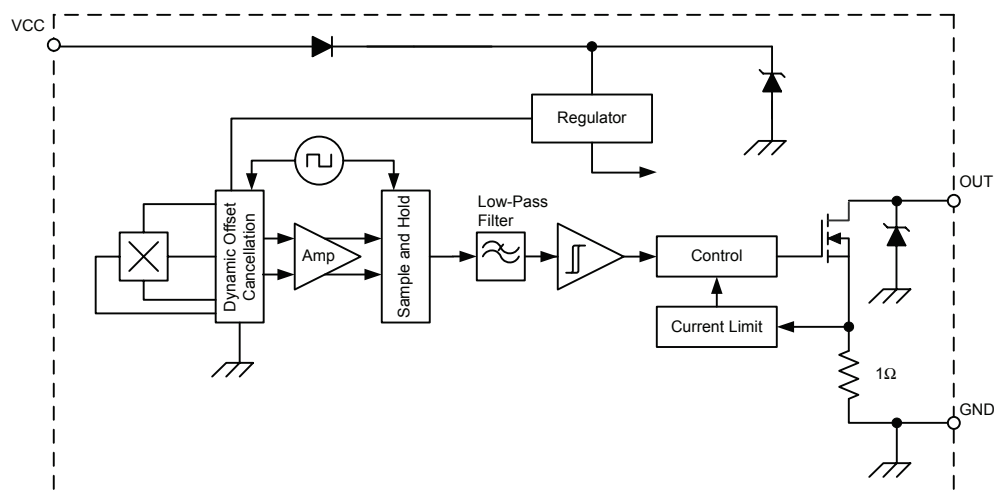 VCC
Regulator
OUT
Low-Pass
Filter
Dynamic Offset
Cancellation
Amp
Sample and Hold
Control
Current Limit
1Ω
GND